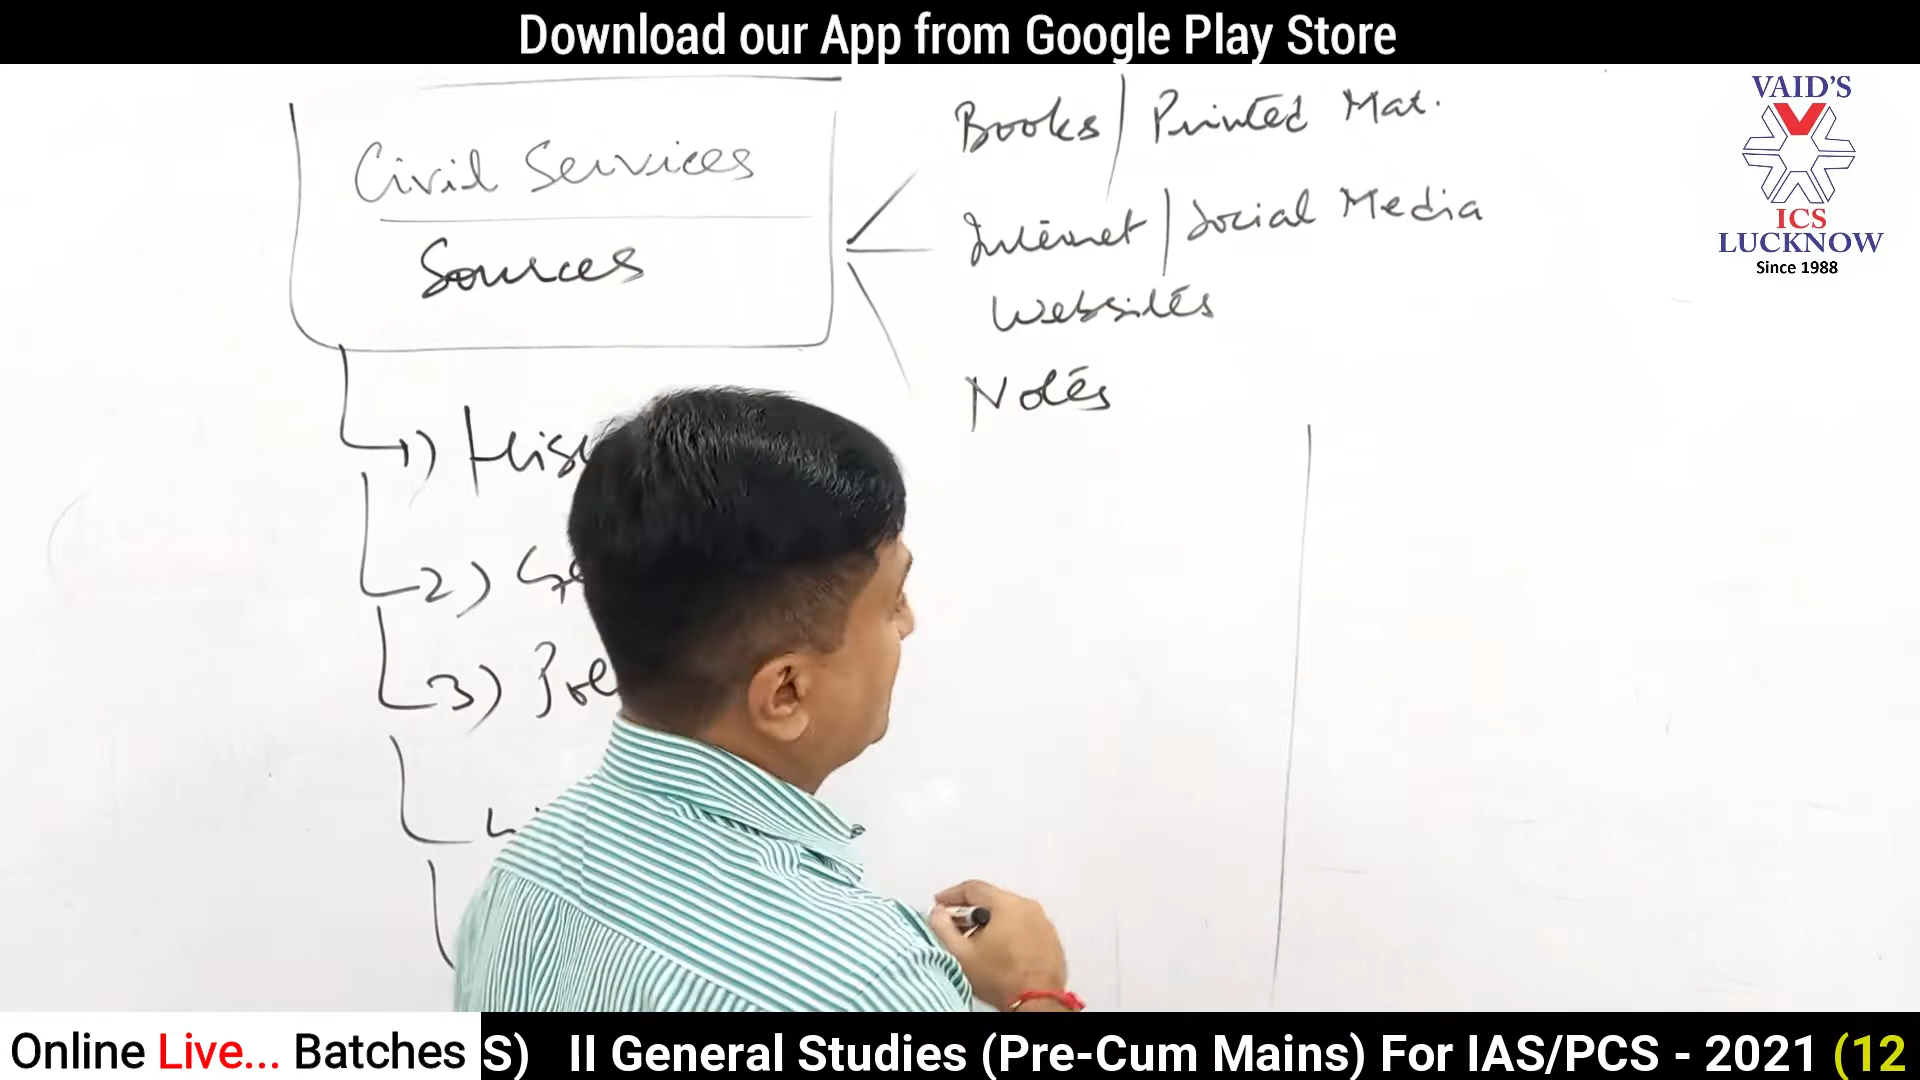 Download our App from Google Play Store
VAID'S
ICS
LUCKNOW
Since 1988
Civil Services
Sources
Books / Printed Mat.
Internet / Social Media
Websites
Notes
1)
2)
3)
Online Live... Batches S) II General Studies (Pre-Cum Mains) For IAS/PCS - 2021 (12